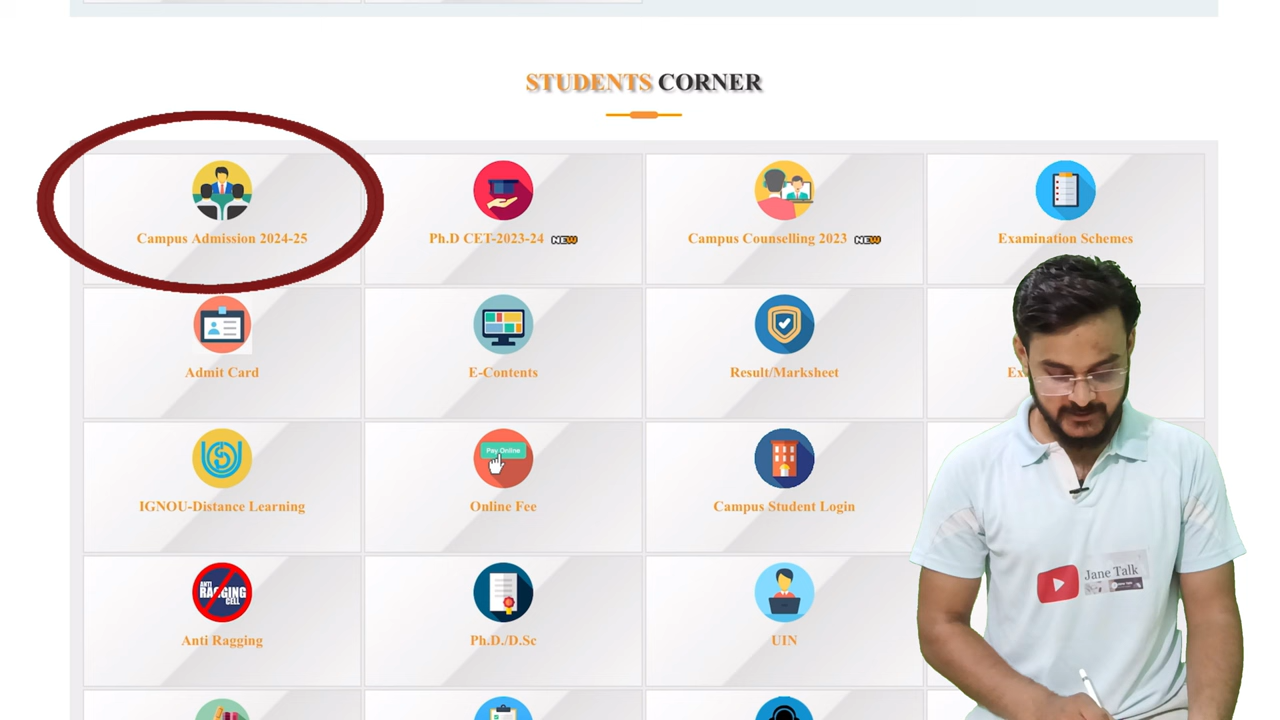 STUDENTS CORNER
Campus Admission 2024-25
Ph.D CET-2023-24 NEW
Campus Counselling 2023 NEW
Examination Schemes
Admit Card
E-Contents
Result/Marksheet
IGNOU-Distance Learning
Pay Online
Online Fee
Campus Student Login
ANTI
RAGGING
CELL
Anti Ragging
Ph.D./D.Sc
UIN
Jane Talk